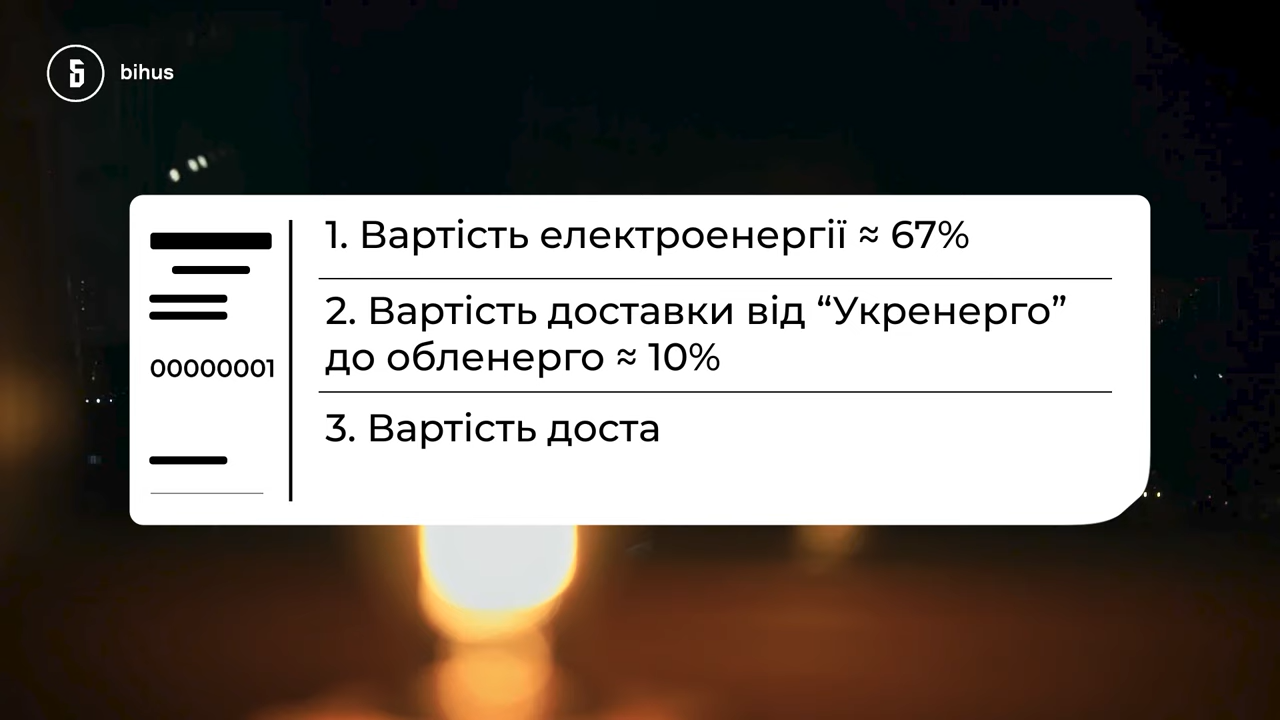 bihus
1. Вартість електроенергії ≈ 67%
2. Вартість доставки від “Укренерго”
до обленерго ≈ 10%
00000001
3. Вартість доста